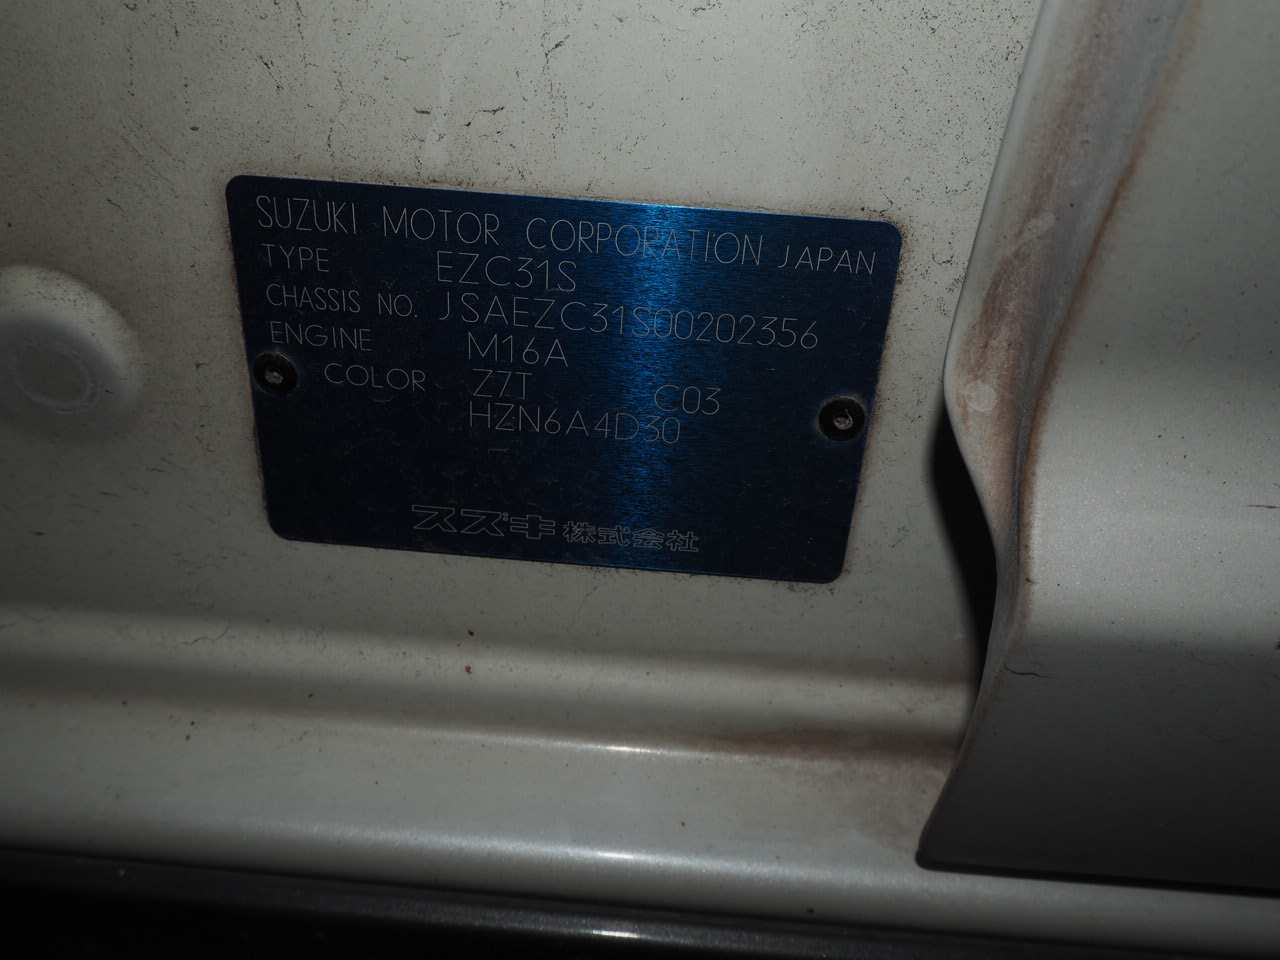 SUZUKI MOTOR CORPORATION JAPAN
TYPE EZC31S
CHASSIS NO. JSAEZC31S00202356
ENGINE M16A
COLOR Z7T C03
HZN6A4D30
スズキ株式会社